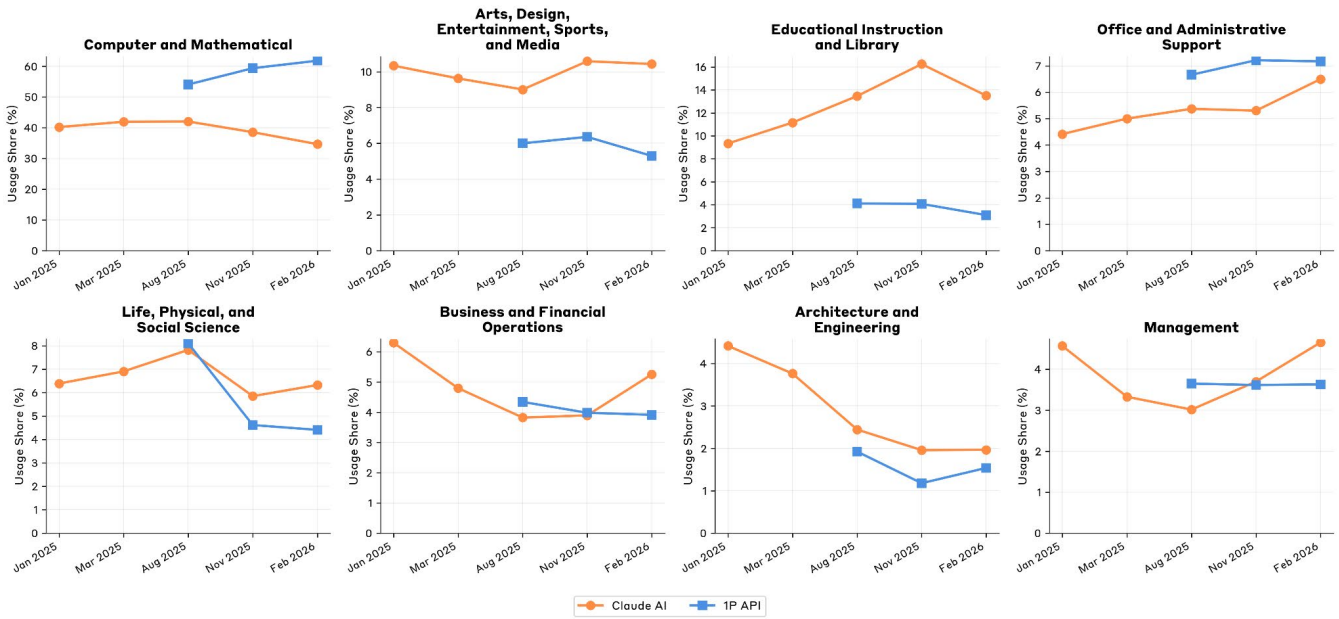 Computer and Mathematical
Usage Share (%)
60
50
40
30
20
10
0
Jan 2025
Mar 2025
Aug 2025
Nov 2025
Feb 2026
Arts, Design,
Entertainment, Sports,
and Media
Usage Share (%)
10
8
6
4
2
0
Jan 2025
Mar 2025
Aug 2025
Nov 2025
Feb 2026
Educational Instruction
and Library
Usage Share (%)
16
14
12
10
8
6
4
2
0
Jan 2025
Mar 2025
Aug 2025
Nov 2025
Feb 2026
Office and Administrative
Support
Usage Share (%)
7
6
5
4
3
2
1
0
Jan 2025
Mar 2025
Aug 2025
Nov 2025
Feb 2026
Life, Physical, and
Social Science
Usage Share (%)
8
7
6
5
4
3
2
1
0
Jan 2025
Mar 2025
Aug 2025
Nov 2025
Feb 2026
Business and Financial
Operations
Usage Share (%)
6
5
4
3
2
1
0
Jan 2025
Mar 2025
Aug 2025
Nov 2025
Feb 2026
Architecture and
Engineering
Usage Share (%)
4
3
2
1
0
Jan 2025
Mar 2025
Aug 2025
Nov 2025
Feb 2026
Management
Usage Share (%)
4
3
2
1
0
Jan 2025
Mar 2025
Aug 2025
Nov 2025
Feb 2026
Claude AI
1P API